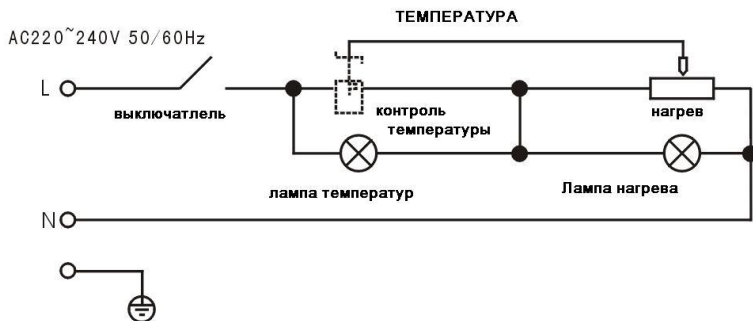 ТЕМПЕРАТУРА
AC220~240V 50/60Hz
L
выключатлель
контроль
температуры
нагрев
лампа температур
Лампа нагрева
N